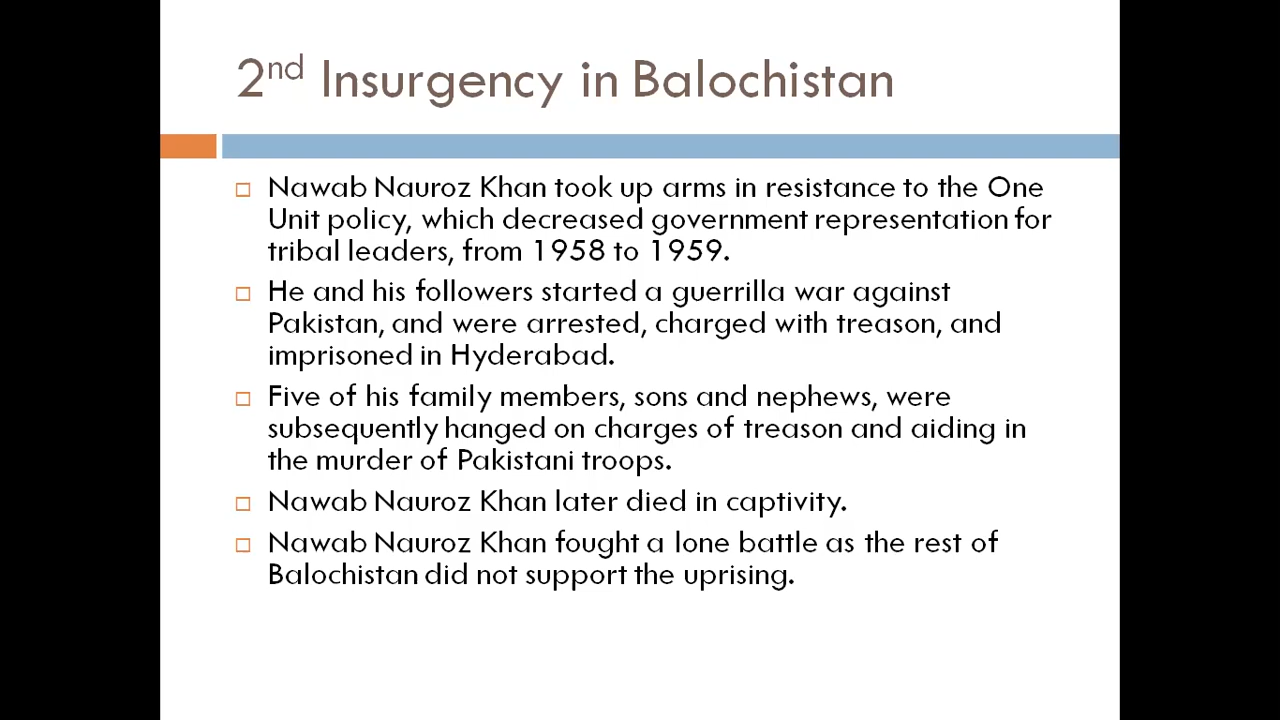 2nd Insurgency in Balochistan
Nawab Nauroz Khan took up arms in resistance to the One
Unit policy, which decreased government representation for
tribal leaders, from 1958 to 1959.
He and his followers started a guerrilla war against
Pakistan, and were arrested, charged with treason, and
imprisoned in Hyderabad.
Five of his family members, sons and nephews, were
subsequently hanged on charges of treason and aiding in
the murder of Pakistani troops.
Nawab Nauroz Khan later died in captivity.
Nawab Nauroz Khan fought a lone battle as the rest of
Balochistan did not support the uprising.